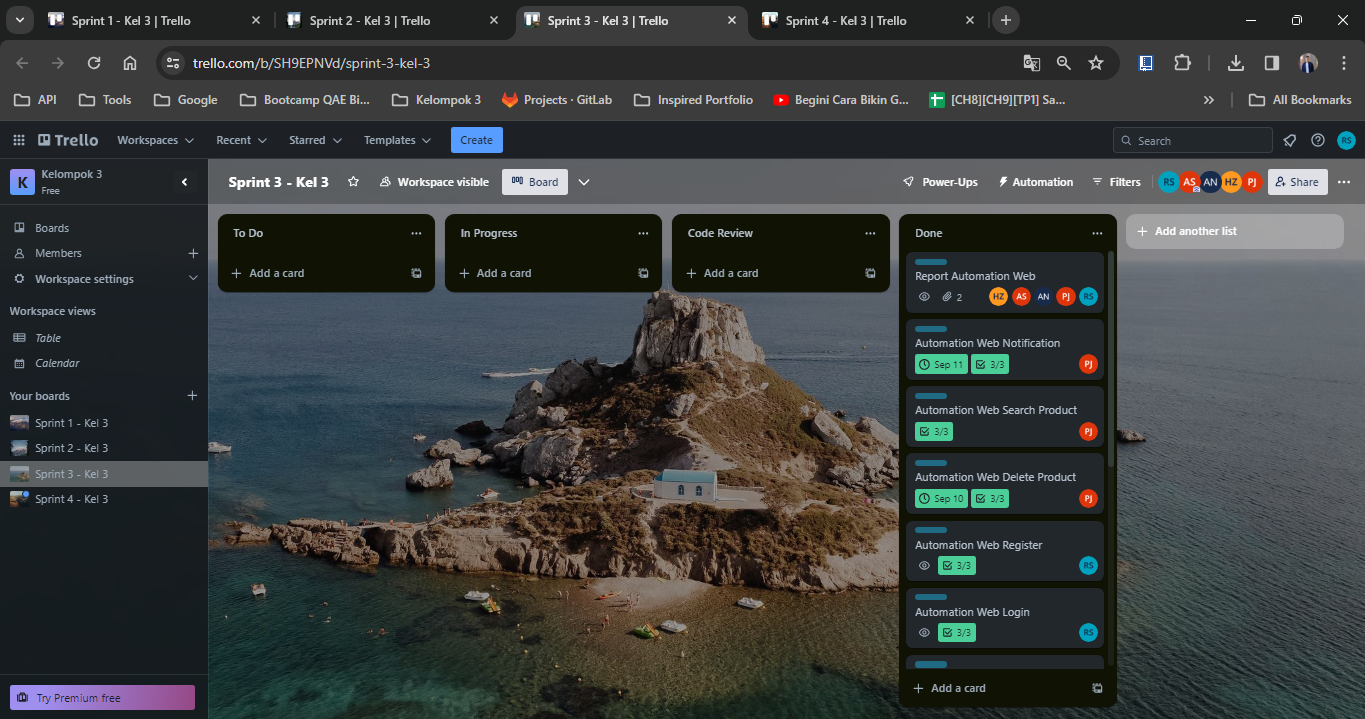 Sprint 1 - Kel 3 | Trello
Sprint 2 - Kel 3 | Trello
Sprint 3 - Kel 3 | Trello
Sprint 4 - Kel 3 | Trello
trello.com/b/SH9EPNVd/sprint-3-kel-3
API
Tools
Google
Bootcamp QAE Bi...
Kelompok 3
Projects · GitLab
Inspired Portfolio
Begini Cara Bikin G...
[CH8][CH9][TP1] Sa...
All Bookmarks
Trello
Workspaces
Recent
Starred
Templates
Create
Search
RS
K
Kelompok 3
Free
Sprint 3 - Kel 3
Workspace visible
Board
Power-Ups
Automation
Filters
RS AS AN HZ PJ
Share
Boards
Members
Workspace settings
Workspace views
Table
Calendar
Your boards
Sprint 1 - Kel 3
Sprint 2 - Kel 3
Sprint 3 - Kel 3
Sprint 4 - Kel 3
Try Premium free
To Do
Add a card
In Progress
Add a card
Code Review
Add a card
Done
Report Automation Web
2 HZ AS AN PJ RS
Automation Web Notification
Sep 11 3/3 PJ
Automation Web Search Product
3/3 PJ
Automation Web Delete Product
Sep 10 3/3 PJ
Automation Web Register
3/3 RS
Automation Web Login
3/3 RS
Add a card
Add another list